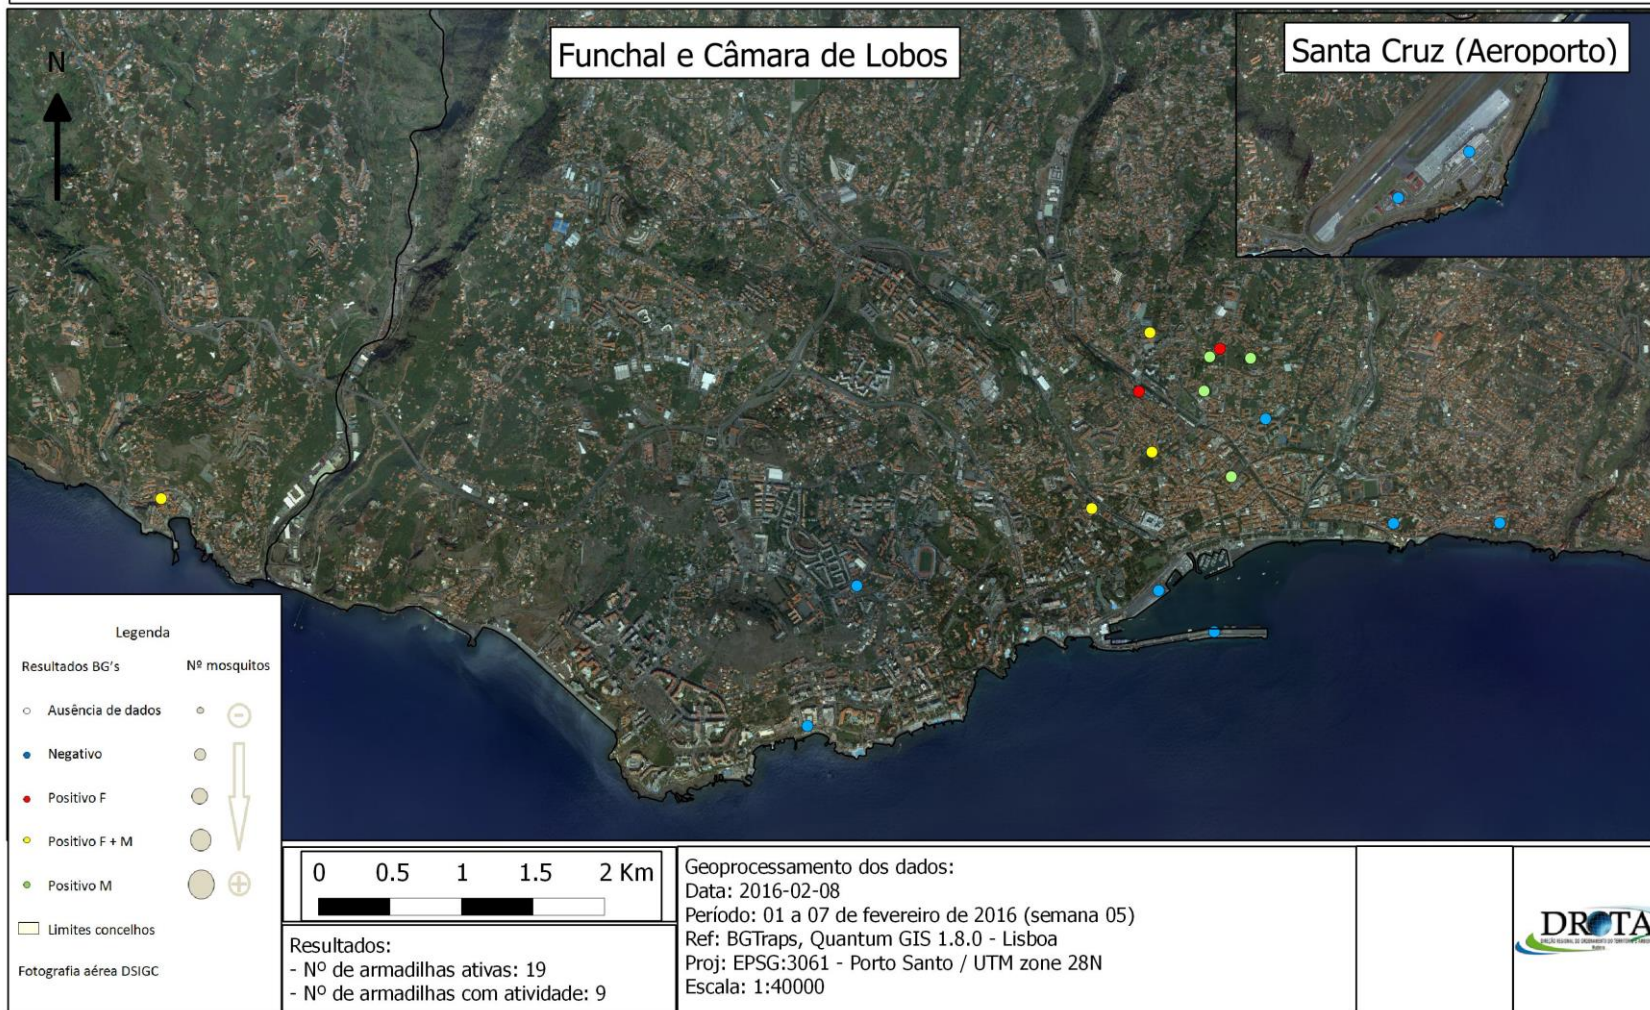 Funchal e Câmara de Lobos
Santa Cruz (Aeroporto)
N
Legenda
Resultados BG's Nº mosquitos
Ausência de dados
Negativo
Positivo F
Positivo F + M
Positivo M
Limites concelhos
Fotografia aérea DSIGC
0 0.5 1 1.5 2 Km
Resultados:
- Nº de armadilhas ativas: 19
- Nº de armadilhas com atividade: 9
Geoprocessamento dos dados:
Data: 2016-02-08
Período: 01 a 07 de fevereiro de 2016 (semana 05)
Ref: BGTraps, Quantum GIS 1.8.0 - Lisboa
Proj: EPSG:3061 - Porto Santo / UTM zone 28N
Escala: 1:40000
DROTA